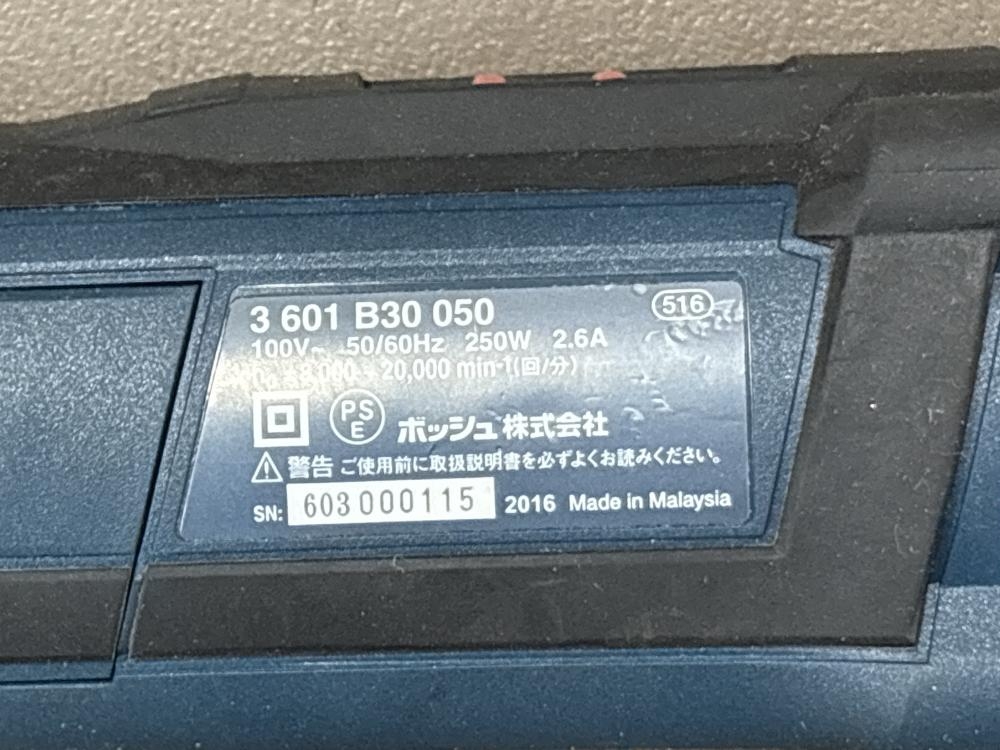 3 601 B30 050 516
100V~ 50/60Hz 250W 2.6A
20,000 min-1(回/分)
PS
E
ボッシュ株式会社
警告 ご使用前に取扱説明書を必ずよくお読みください。
SN: 603000115 2016 Made in Malaysia